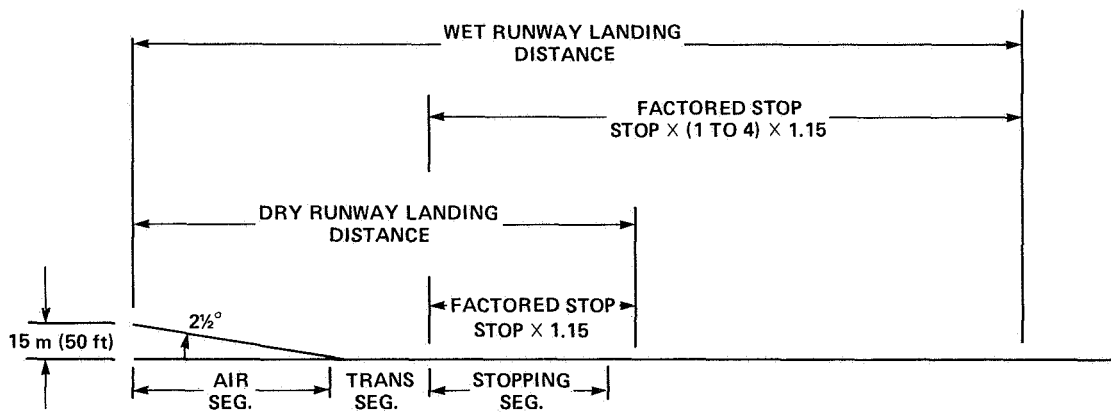 WET RUNWAY LANDING
DISTANCE
FACTORED STOP
STOP × (1 TO 4) × 1.15
DRY RUNWAY LANDING
DISTANCE
FACTORED STOP
STOP × 1.15
2½°
15 m (50 ft)
AIR
SEG.
TRANS
SEG.
STOPPING
SEG.